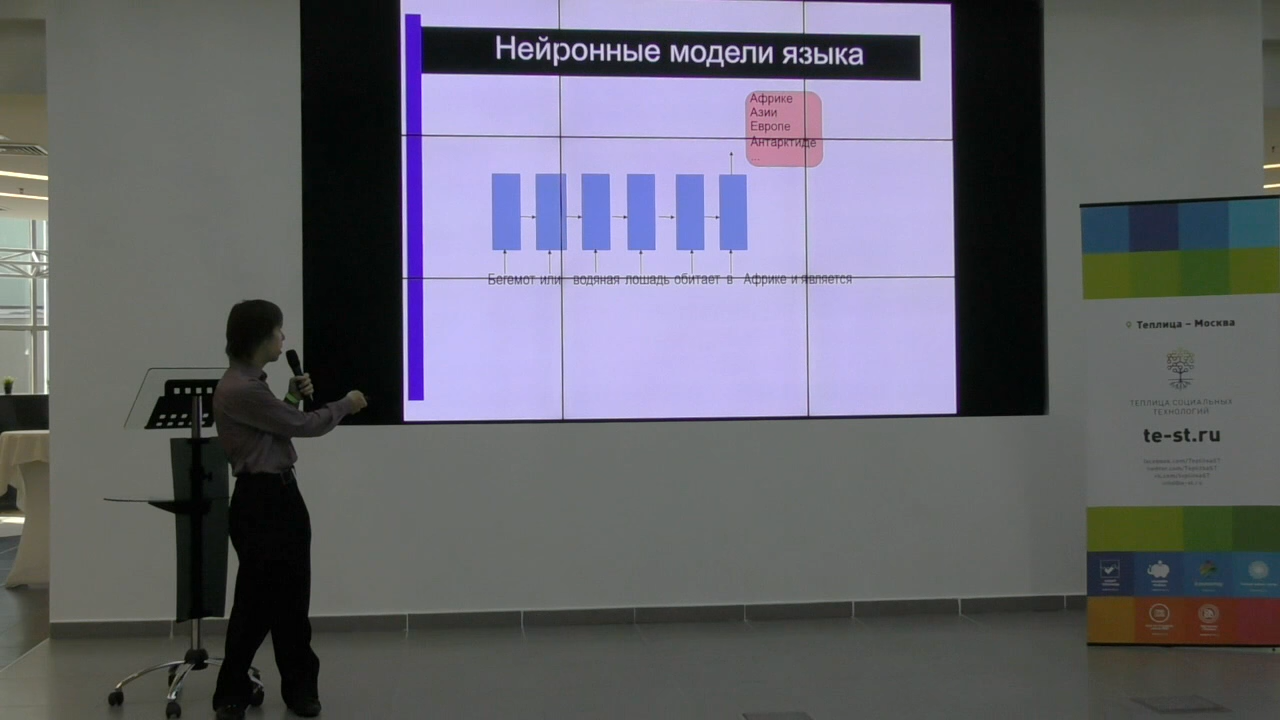 Нейронные модели языка
Африке
Азии
Европе
Антарктиде
...
Бегемот или водяная лошадь обитает в Африке и является
Теплица – Москва
ТЕПЛИЦА СОЦИАЛЬНЫХ
ТЕХНОЛОГИЙ
te-st.ru